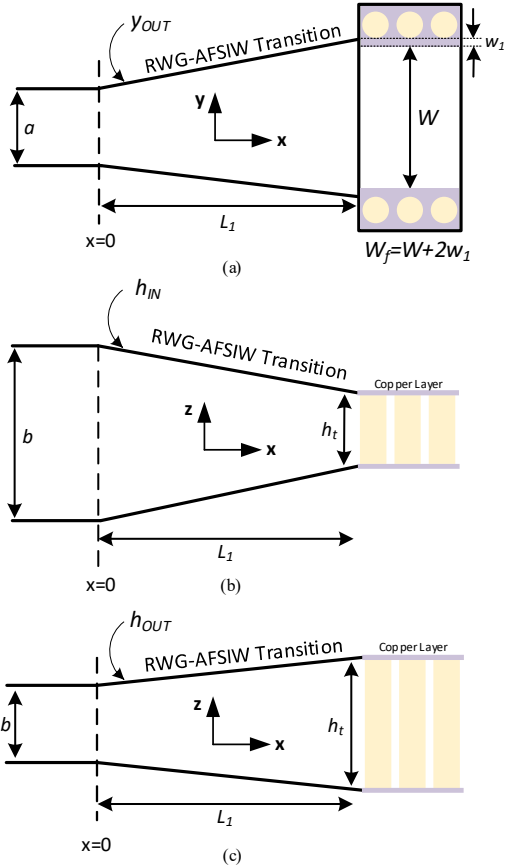 y_OUT
RWG-AFSIW Transition
w_1
a
y
x
W
L_1
x=0
W_f=W+2w_1
(a)
h_IN
RWG-AFSIW Transition
Copper Layer
b
z
x
h_t
L_1
x=0
(b)
h_OUT
RWG-AFSIW Transition
Copper Layer
b
z
x
h_t
L_1
x=0
(c)